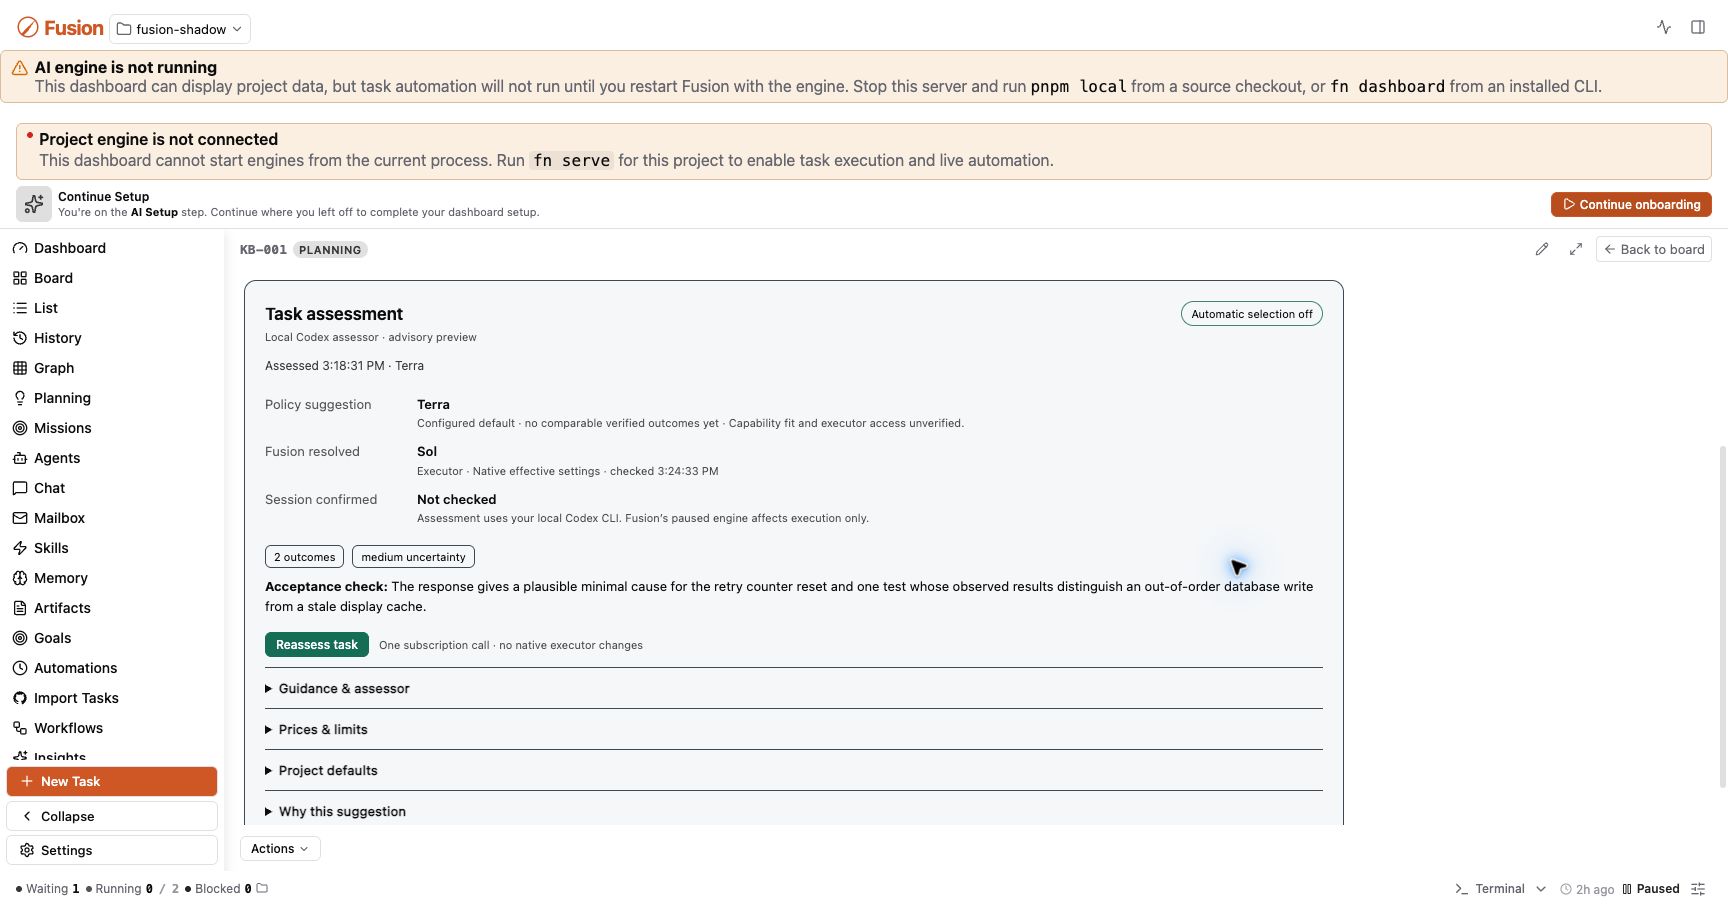 Fusion
fusion-shadow
AI engine is not running
This dashboard can display project data, but task automation will not run until you restart Fusion with the engine. Stop this server and run pnpm local from a source checkout, or fn dashboard from an installed CLI.
Project engine is not connected
This dashboard cannot start engines from the current process. Run fn serve for this project to enable task execution and live automation.
Continue Setup
You're on the AI Setup step. Continue where you left off to complete your dashboard setup.
Continue onboarding
Dashboard
Board
List
History
Graph
Planning
Missions
Agents
Chat
Mailbox
Skills
Memory
Artifacts
Goals
Automations
Import Tasks
Workflows
Insights
New Task
Collapse
Settings
KB-001 PLANNING
Back to board
Task assessment
Automatic selection off
Local Codex assessor · advisory preview
Assessed 3:18:31 PM · Terra
Policy suggestion Terra
Configured default · no comparable verified outcomes yet · Capability fit and executor access unverified.
Fusion resolved Sol
Executor · Native effective settings · checked 3:24:33 PM
Session confirmed Not checked
Assessment uses your local Codex CLI. Fusion's paused engine affects execution only.
2 outcomes medium uncertainty
Acceptance check: The response gives a plausible minimal cause for the retry counter reset and one test whose observed results distinguish an out-of-order database write
from a stale display cache.
Reassess task One subscription call · no native executor changes
Guidance & assessor
Prices & limits
Project defaults
Why this suggestion
Actions
Waiting 1 Running 0 / 2 Blocked 0
Terminal 2h ago Paused